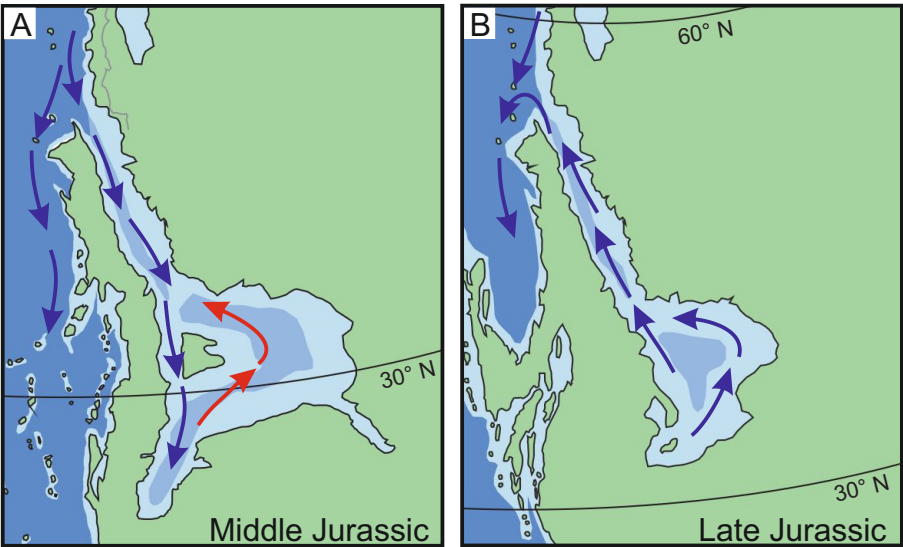 A
30° N
Middle Jurassic
B
60° N
30° N
Late Jurassic